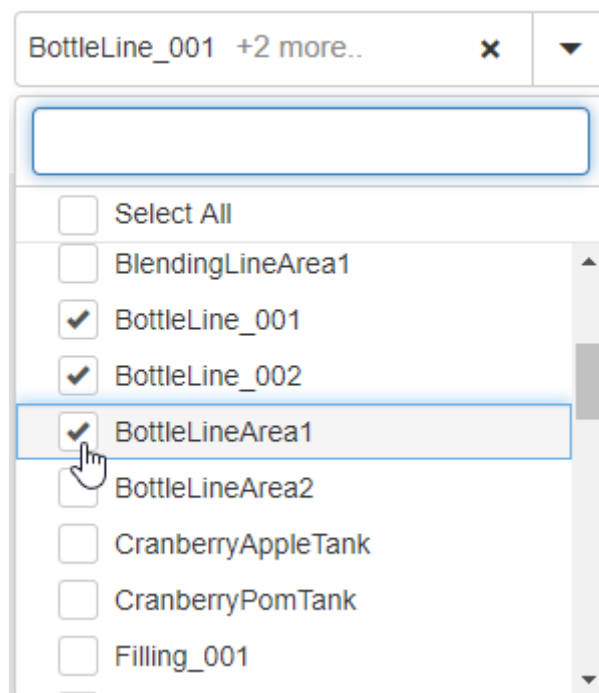 BottleLine_001 +2 more..
Select All
BlendingLineArea1
BottleLine_001
BottleLine_002
BottleLineArea1
BottleLineArea2
CranberryAppleTank
CranberryPomTank
Filling_001